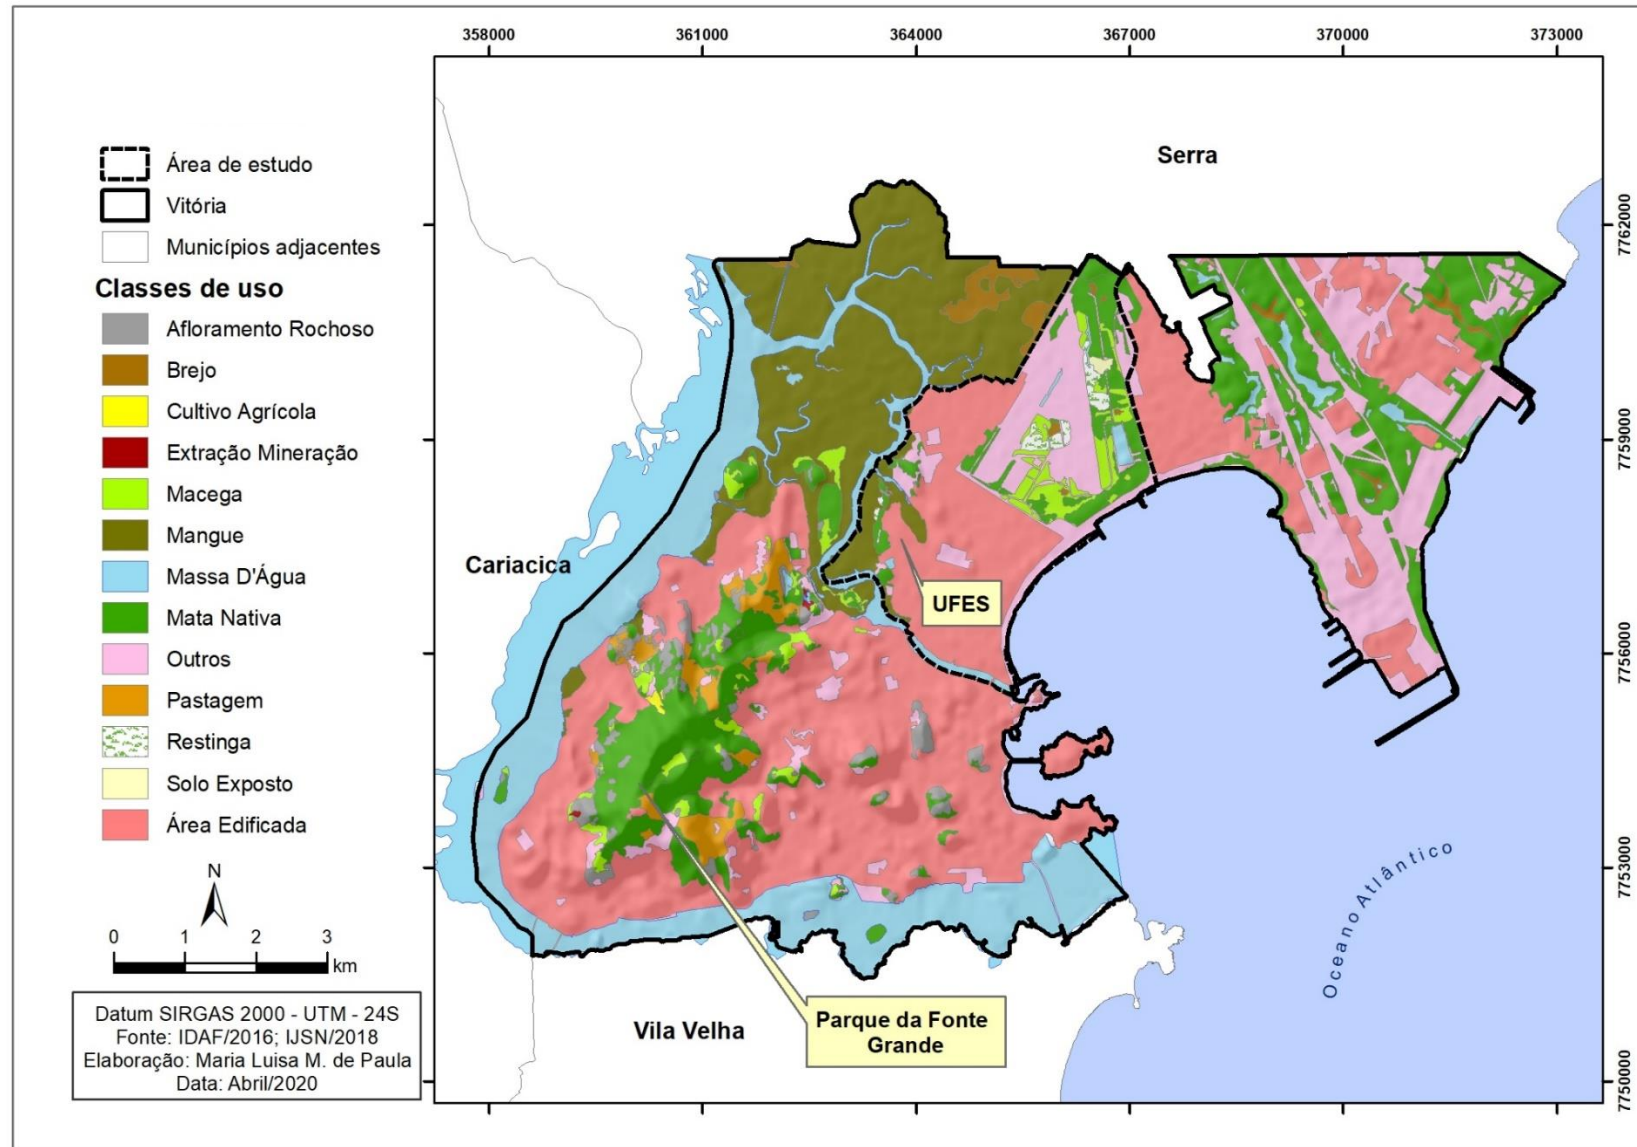 358000 361000 364000 367000 370000 373000
Serra
Área de estudo
Vitória
Municípios adjacentes
Classes de uso
Afloramento Rochoso
Brejo
Cultivo Agrícola
Extração Mineração
Macega
Mangue
Massa D'Água
Mata Nativa
Outros
Pastagem
Restinga
Solo Exposto
Área Edificada
N
0 1 2 3
km
Datum SIRGAS 2000 - UTM - 24S
Fonte: IDAF/2016; IJSN/2018
Elaboração: Maria Luisa M. de Paula
Data: Abril/2020
Cariacica
UFES
Vila Velha
Parque da Fonte
Grande
Oceano Atlântico
7762000
7759000
7756000
7753000
7750000